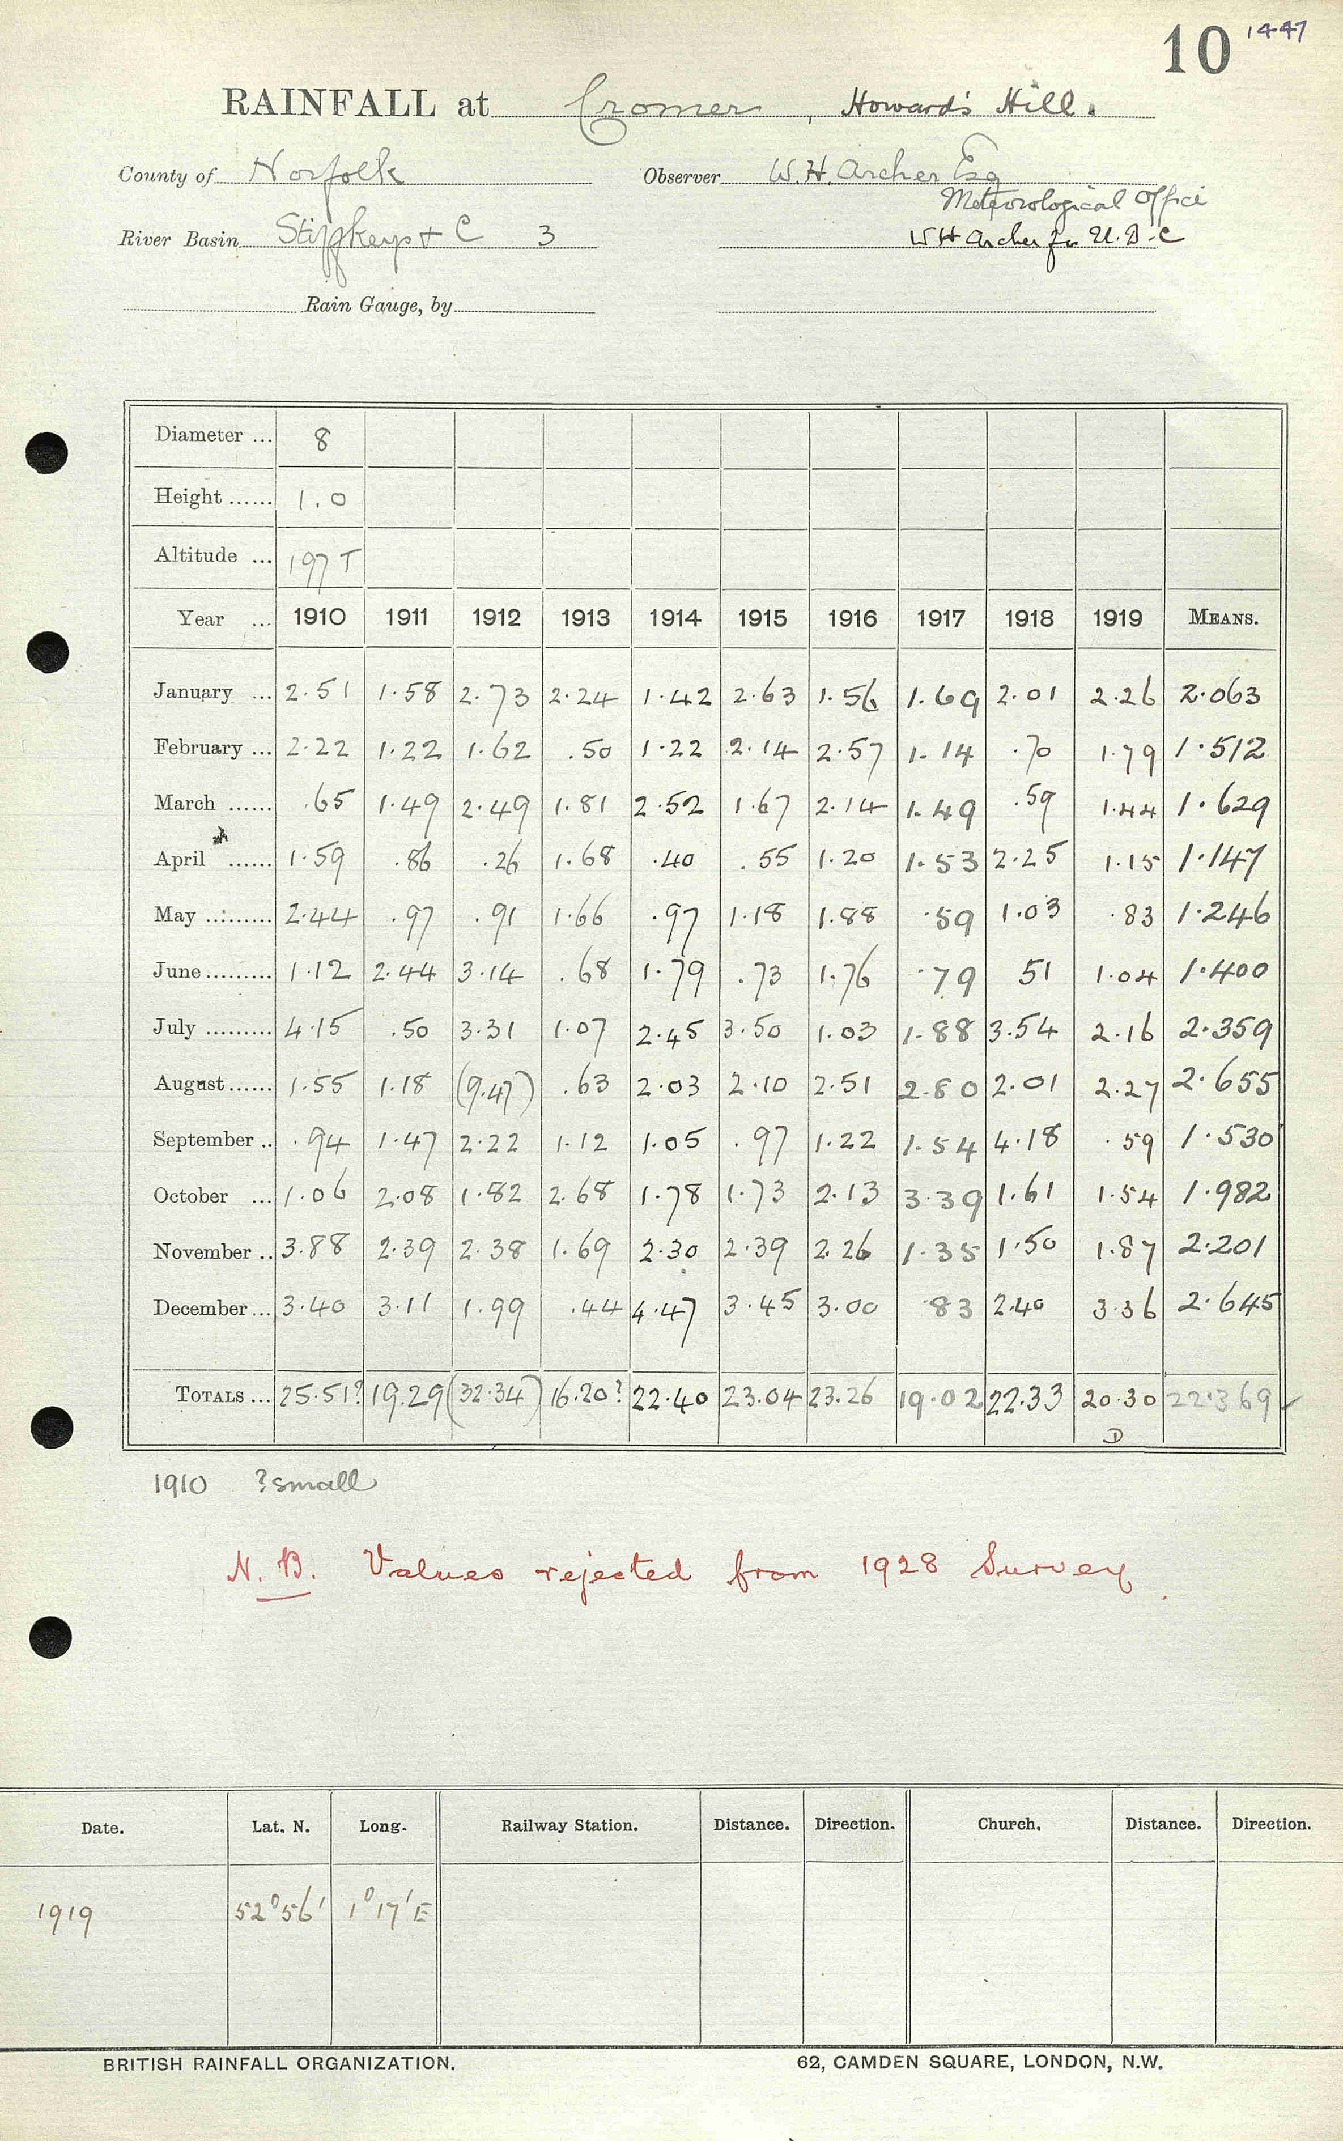 10 1447
RAINFALL at Cromer, Howard's Hill.
County of Norfolk Observer W. H. Archer Esq
Meteorological Office
River Basin Stiffkey + C 3 W H Archer for U.D.C
Rain Gauge, by
Diameter ... 8
Height ...... 1.0
Altitude ... 197 T
Year ... 1910 1911 1912 1913 1914 1915 1916 1917 1918 1919 MEANS.
January ... 2.51 1.58 2.73 2.24 1.42 2.63 1.56 1.69 2.01 2.26 2.063
February ... 2.22 1.22 1.62 .50 1.22 2.14 2.57 1.14 .70 1.79 1.512
March ...... .65 1.49 2.49 1.81 2.52 1.67 2.14 1.49 .59 1.44 1.629
April ...... 1.59 .86 .26 1.68 .40 .55 1.20 1.53 2.25 1.15 1.147
May ......... 2.44 .97 .91 1.66 .97 1.18 1.88 .59 1.03 .83 1.246
June ......... 1.12 2.44 3.14 .68 1.79 .73 1.76 .79 51 1.04 1.400
July ......... 4.15 .50 3.31 1.07 2.45 3.50 1.03 1.88 3.54 2.16 2.359
August ...... 1.55 1.18 (9.47) .63 2.03 2.10 2.51 2.80 2.01 2.27 2.655
September .. .94 1.47 2.22 1.12 1.05 .97 1.22 1.54 4.18 .59 1.530
October ... 1.06 2.08 1.82 2.68 1.78 1.73 2.13 3.39 1.61 1.54 1.982
November .. 3.88 2.39 2.38 1.69 2.30 2.39 2.26 1.35 1.50 1.87 2.201
December ... 3.40 3.11 1.99 .44 4.47 3.45 3.00 .83 2.40 3.36 2.645
TOTALS ... 25.51? 19.29 (32.34) 16.20? 22.40 23.04 23.26 19.02 22.33 20.30 22.369
D
1910 ? small
N.B. Values rejected from 1928 Survey.
Date. Lat. N. Long. Railway Station. Distance. Direction. Church. Distance. Direction.
1919 52°56' 1°17'E
BRITISH RAINFALL ORGANIZATION. 62, CAMDEN SQUARE, LONDON, N.W.